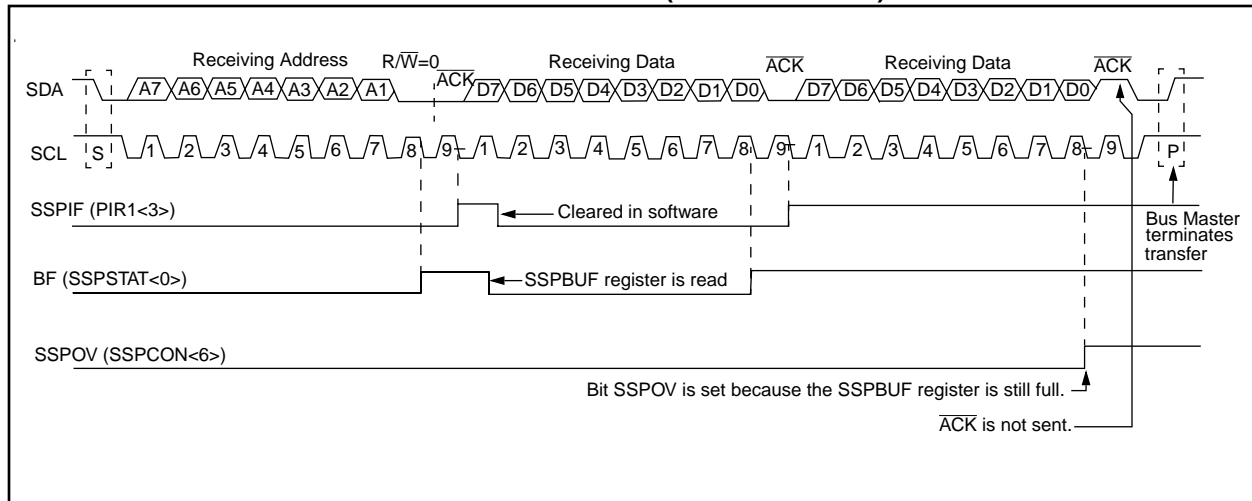 Receiving Address R/W=0 ACK Receiving Data ACK Receiving Data ACK
SDA A7 A6 A5 A4 A3 A2 A1 D7 D6 D5 D4 D3 D2 D1 D0 D7 D6 D5 D4 D3 D2 D1 D0
SCL S 1 2 3 4 5 6 7 8 9 1 2 3 4 5 6 7 8 9 1 2 3 4 5 6 7 8 9 P
SSPIF (PIR1<3>) Cleared in software
Bus Master
terminates
transfer
BF (SSPSTAT<0>) SSPBUF register is read
SSPOV (SSPCON<6>)
Bit SSPOV is set because the SSPBUF register is still full.
ACK is not sent.